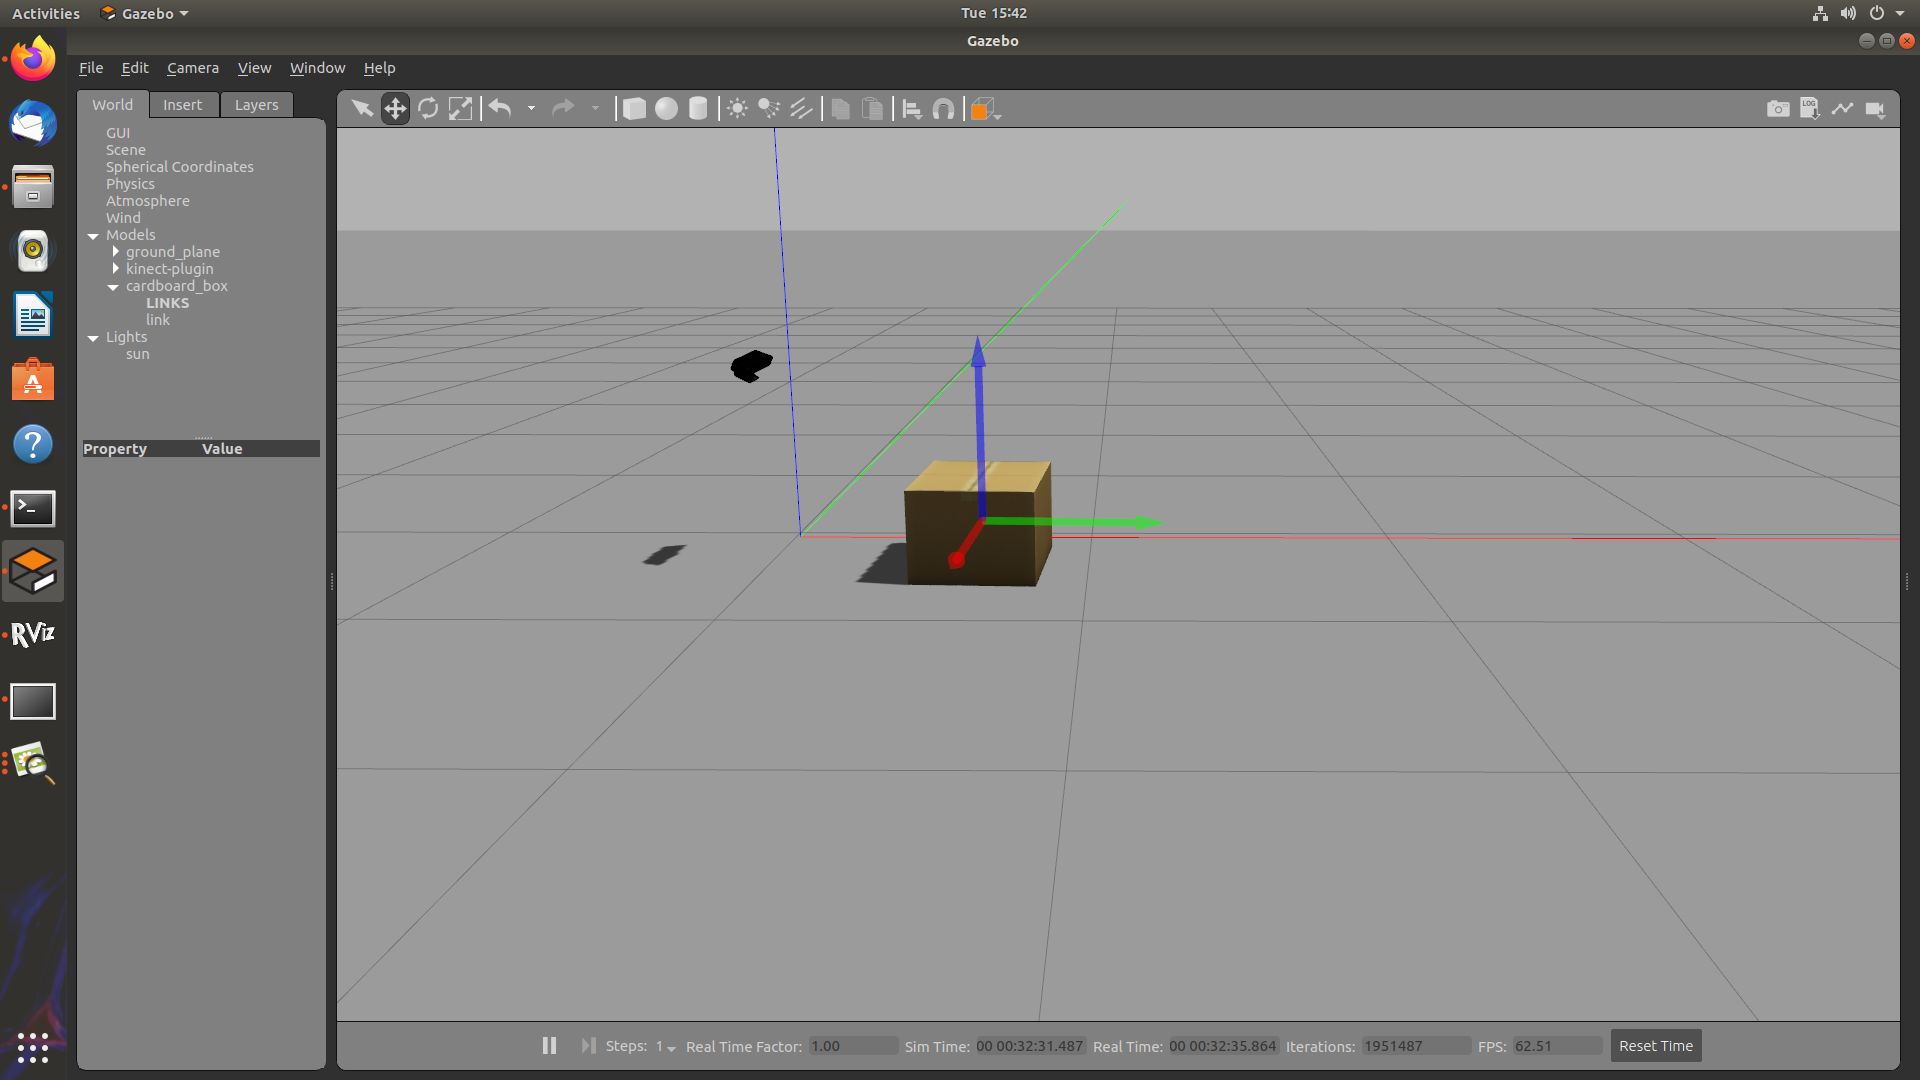 Activities Gazebo Tue 15:42
Gazebo
File Edit Camera View Window Help
World Insert Layers
GUI
Scene
Spherical Coordinates
Physics
Atmosphere
Wind
Models
ground_plane
kinect-plugin
cardboard_box
LINKS
link
Lights
sun
Property Value
LOG
RViz
Steps: 1 Real Time Factor: 1.00 Sim Time: 00 00:32:31.487 Real Time: 00 00:32:35.864 Iterations: 1951487 FPS: 62.51 Reset Time